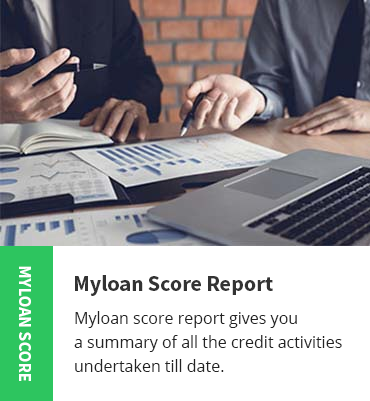 MYLOAN SCORE
Myloan Score Report
Myloan score report gives you
a summary of all the credit activities
undertaken till date.